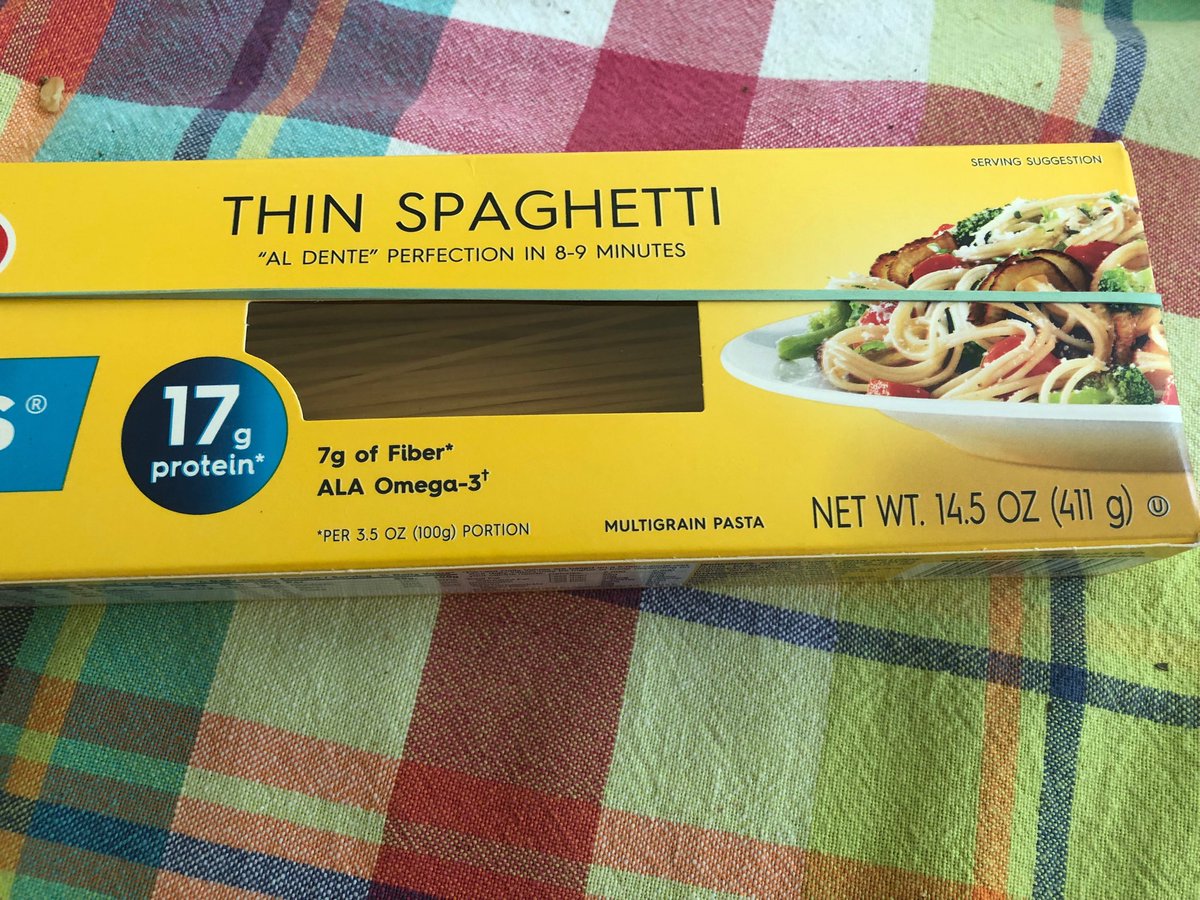 SERVING SUGGESTION
THIN SPAGHETTI
"AL DENTE" PERFECTION IN 8-9 MINUTES
S®
17g
protein*
7g of Fiber*
ALA Omega-3†
*PER 3.5 OZ (100g) PORTION
MULTIGRAIN PASTA
NET WT. 14.5 OZ (411 g) U